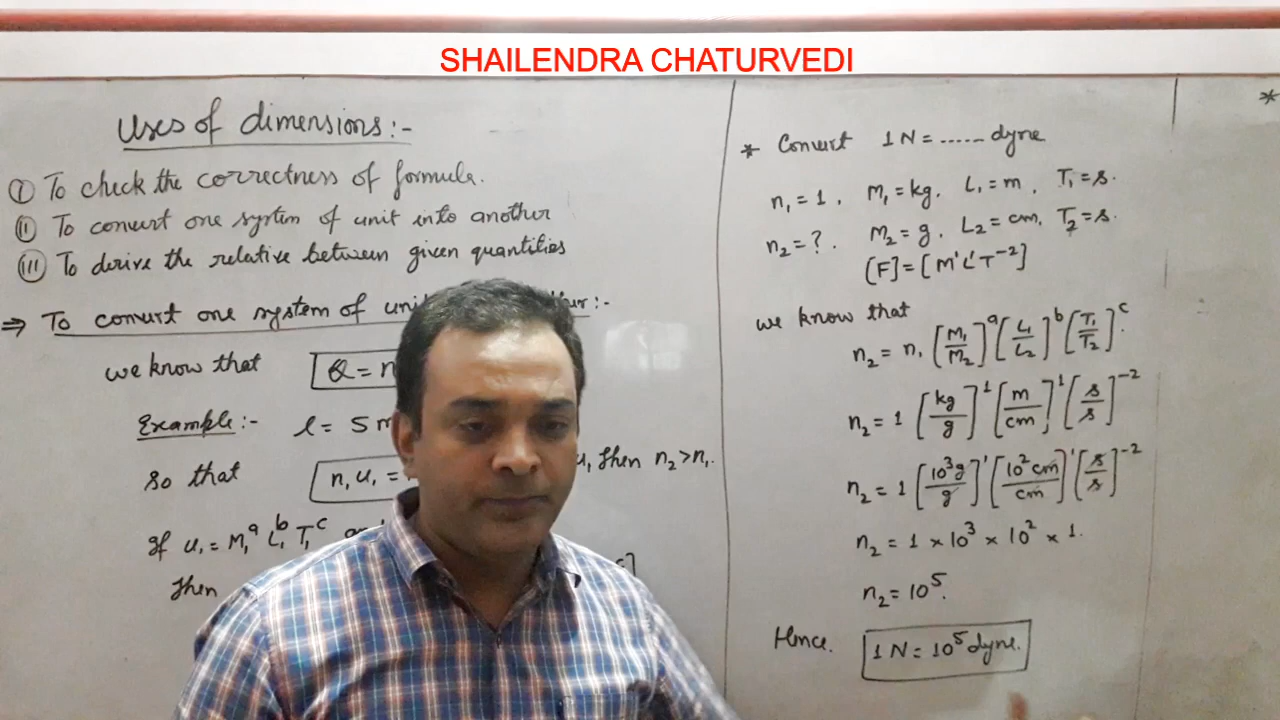 SHAILENDRA CHATURVEDI
Uses of dimensions:-
(I) To check the correctness of formula.
(II) To convert one system of unit into another
(III) To derive the relative between given quantities
⇒ To convert one system of uni ther:-
we know that Q = n
Example:- l = 5 m
so that n₁u₁ = u, then n₂>n₁.
If u₁ = M₁ᵃ L₁ᵇ T₁ᶜ
then ]
* Convert 1 N = ...... dyne
n₁ = 1, M₁ = kg, L₁ = m, T₁ = s.
n₂ = ?, M₂ = g, L₂ = cm, T₂ = s.
[F] = [M¹L¹T⁻²]
we know that
n₂ = n₁ [M₁/M₂]ᵃ [L₁/L₂]ᵇ [T₁/T₂]ᶜ.
n₂ = 1 [kg/g]¹ [m/cm]¹ [s/s]⁻²
n₂ = 1 [10³g/g]¹ [10² cm/cm]¹ [s/s]⁻²
n₂ = 1 × 10³ × 10² × 1.
n₂ = 10⁵.
Hence. 1 N = 10⁵ dyne.
*